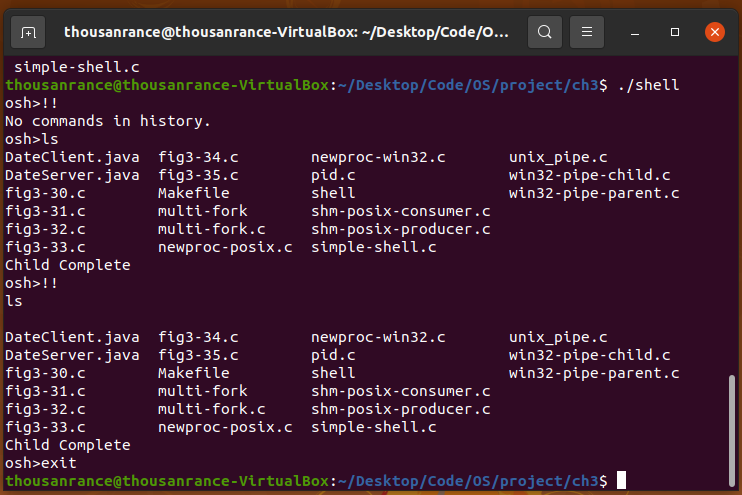 thousanrance@thousanrance-VirtualBox: ~/Desktop/Code/O...
simple-shell.c
thousanrance@thousanrance-VirtualBox:~/Desktop/Code/OS/project/ch3$ ./shell
osh>!!
No commands in history.
osh>ls
DateClient.java  fig3-34.c        newproc-win32.c       unix_pipe.c
DateServer.java  fig3-35.c        pid.c                 win32-pipe-child.c
fig3-30.c        Makefile         shell                 win32-pipe-parent.c
fig3-31.c        multi-fork       shm-posix-consumer.c
fig3-32.c        multi-fork.c     shm-posix-producer.c
fig3-33.c        newproc-posix.c  simple-shell.c
Child Complete
osh>!!
ls
DateClient.java  fig3-34.c        newproc-win32.c       unix_pipe.c
DateServer.java  fig3-35.c        pid.c                 win32-pipe-child.c
fig3-30.c        Makefile         shell                 win32-pipe-parent.c
fig3-31.c        multi-fork       shm-posix-consumer.c
fig3-32.c        multi-fork.c     shm-posix-producer.c
fig3-33.c        newproc-posix.c  simple-shell.c
Child Complete
osh>exit
thousanrance@thousanrance-VirtualBox:~/Desktop/Code/OS/project/ch3$